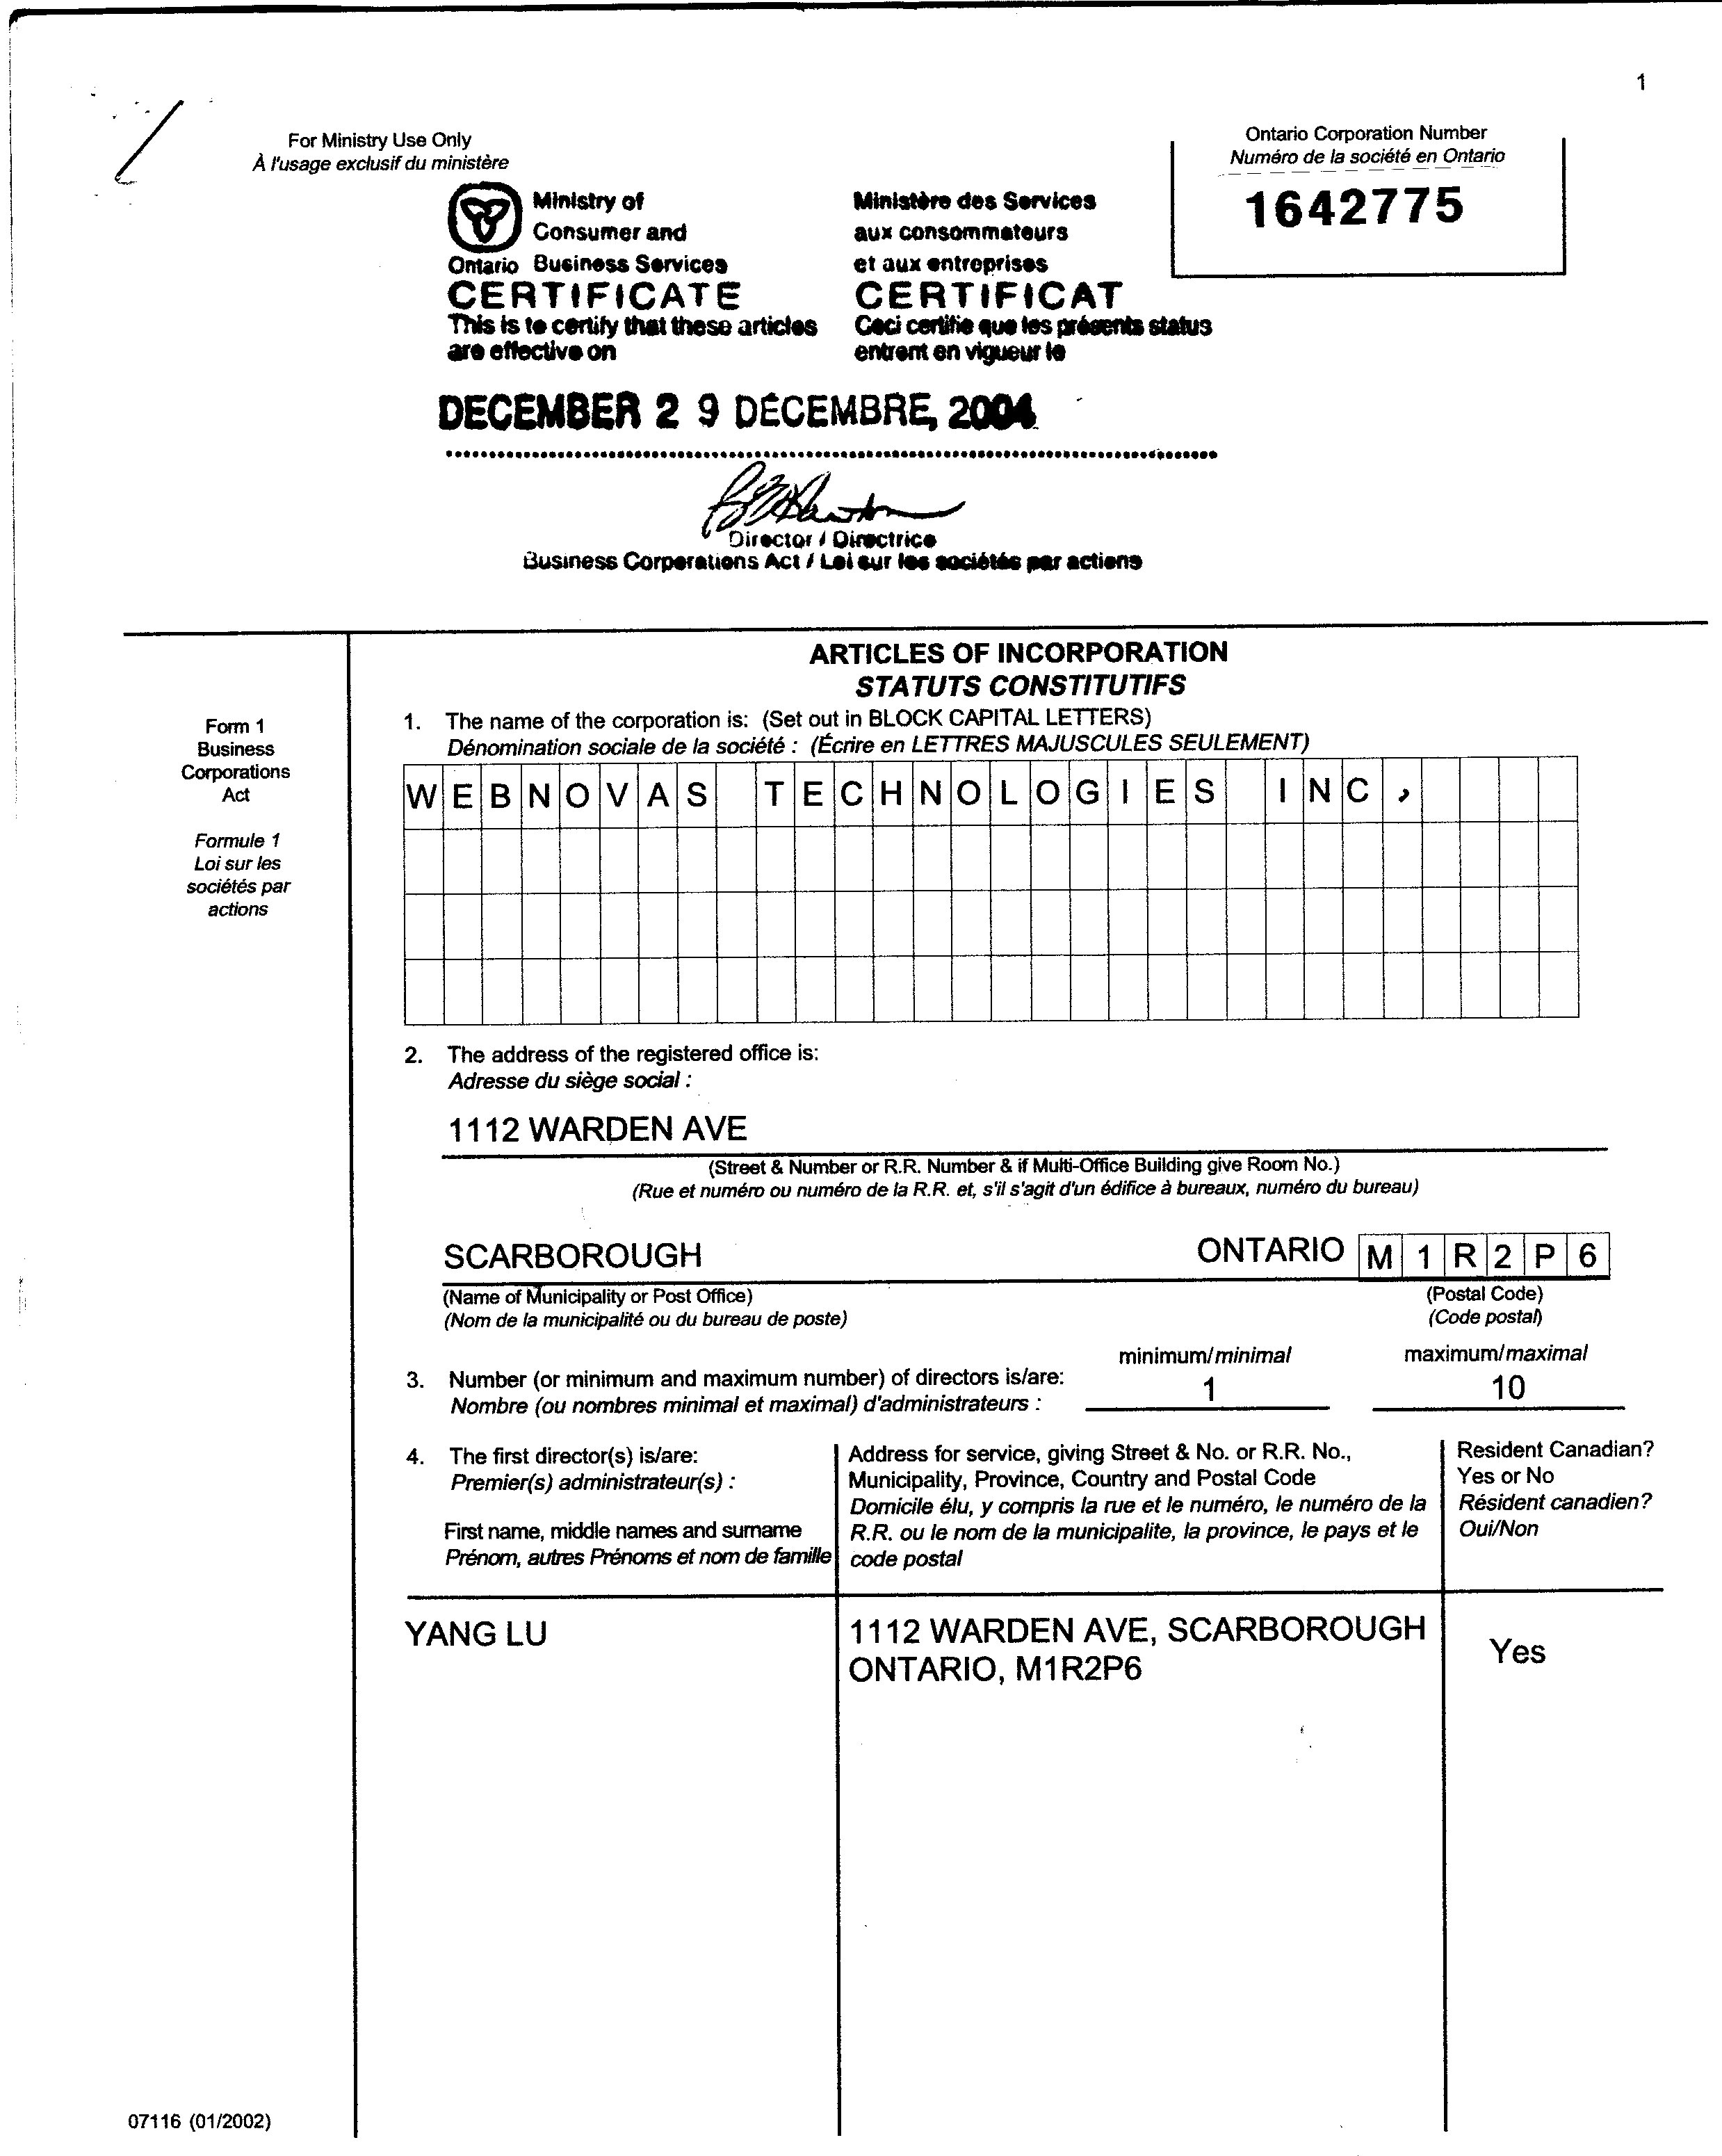 1
For Ministry Use Only
À l'usage exclusif du ministère
Ontario Corporation Number
Numéro de la société en Ontario
1642775
Ministry of
Consumer and
Ontario Business Services
CERTIFICATE
This is to certify that these articles
are effective on
Ministère des Services
aux consommateurs
et aux entreprises
CERTIFICAT
Ceci certifie que les présents status
entrent en vigueur le
DECEMBER 2 9 DÉCEMBRE, 2004
Director / Directrice
Business Corporations Act / Loi sur les sociétés par actions
Form 1
Business
Corporations
Act
Formule 1
Loi sur les
sociétés par
actions
ARTICLES OF INCORPORATION
STATUTS CONSTITUTIFS
1. The name of the corporation is: (Set out in BLOCK CAPITAL LETTERS)
Dénomination sociale de la société : (Écrire en LETTRES MAJUSCULES SEULEMENT)
WEBNOVAS TECHNOLOGIES INC,
2. The address of the registered office is:
Adresse du siège social :
1112 WARDEN AVE
(Street & Number or R.R. Number & if Multi-Office Building give Room No.)
(Rue et numéro ou numéro de la R.R. et, s'il s'agit d'un édifice à bureaux, numéro du bureau)
SCARBOROUGH ONTARIO M1R2P6
(Name of Municipality or Post Office) (Postal Code)
(Nom de la municipalité ou du bureau de poste) (Code postal)
minimum/minimal maximum/maximal
3. Number (or minimum and maximum number) of directors is/are: 1 10
Nombre (ou nombres minimal et maximal) d'administrateurs :
4. The first director(s) is/are:
Premier(s) administrateur(s) :
First name, middle names and surname
Prénom, autres Prénoms et nom de famille
Address for service, giving Street & No. or R.R. No.,
Municipality, Province, Country and Postal Code
Domicile élu, y compris la rue et le numéro, le numéro de la
R.R. ou le nom de la municipalite, la province, le pays et le
code postal
Resident Canadian?
Yes or No
Résident canadien?
Oui/Non
YANG LU
1112 WARDEN AVE, SCARBOROUGH
ONTARIO, M1R2P6
Yes
07116 (01/2002)